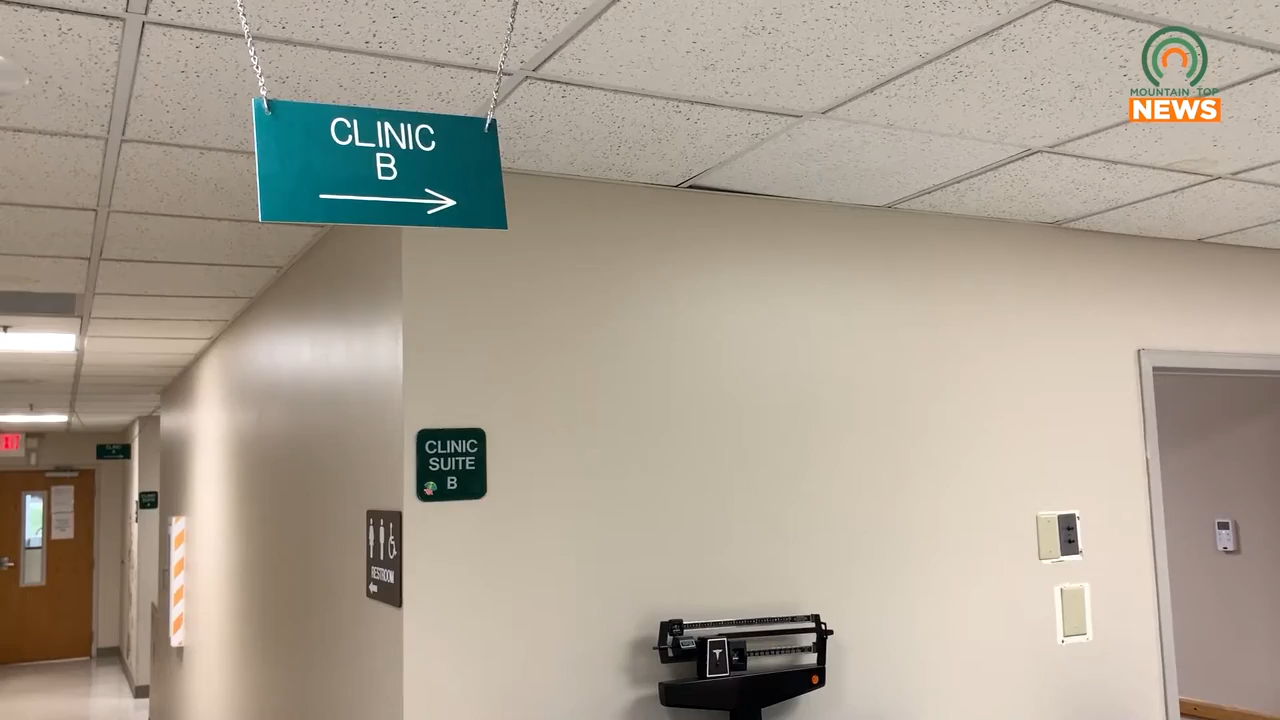 CLINIC
B
MOUNTAIN TOP
NEWS
CLINIC
SUITE
B
RESTROOM